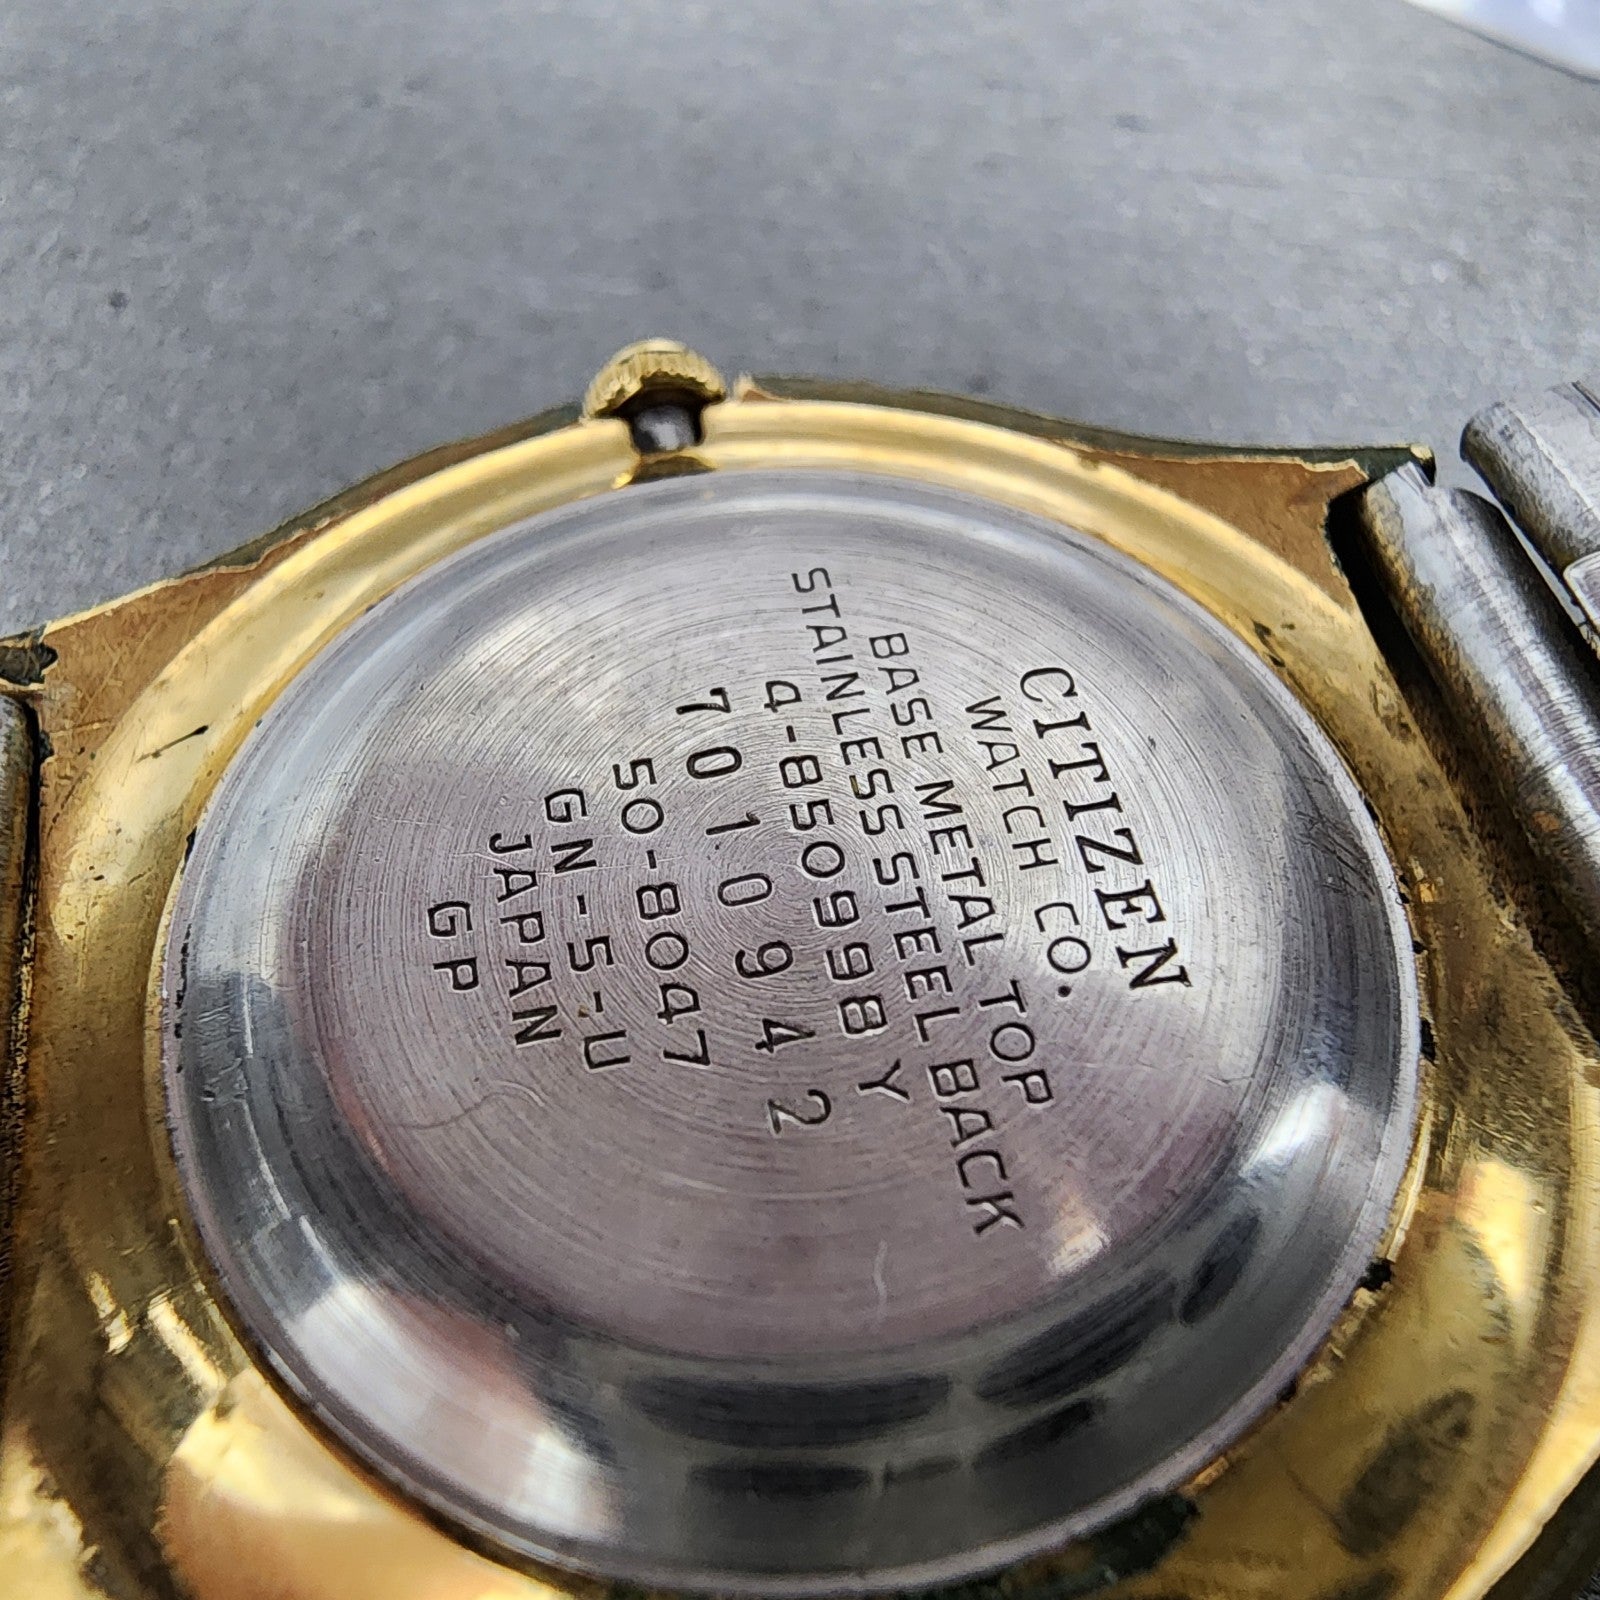 CITIZEN
WATCH CO.
BASE METAL TOP
STAINLESS STEEL BACK
4-850998 Y
7010942
50-8047
GN-5-U
JAPAN
GP